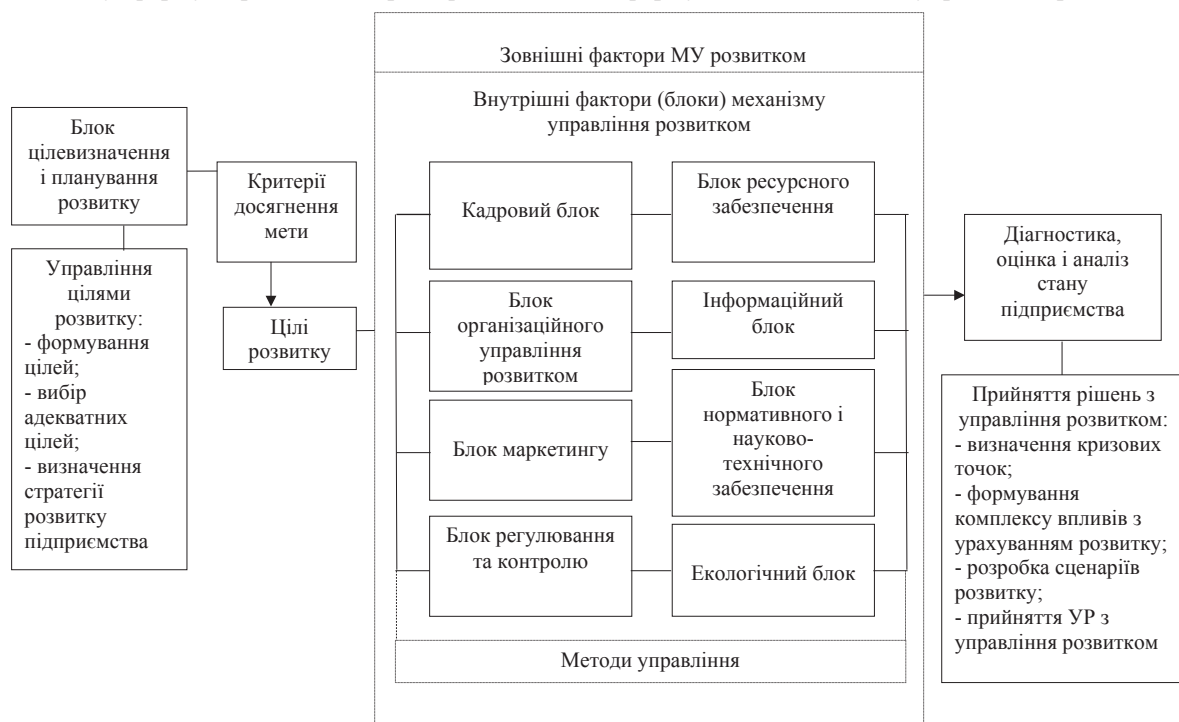 Зовнішні фактори МУ розвитком
Внутрішні фактори (блоки) механізму
управління розвитком
Блок
цілевизначення
і планування
розвитку
Управління
цілями
розвитку:
- формування
цілей;
- вибір
адекватних
цілей;
- визначення
стратегії
розвитку
підприємства
Критерії
досягнення
мети
Цілі
розвитку
Кадровий блок
Блок ресурсного
забезпечення
Блок
організаційного
управління
розвитком
Інформаційний
блок
Блок маркетингу
Блок
нормативного і
науково-
технічного
забезпечення
Блок регулювання
та контролю
Екологічний блок
Методи управління
Діагностика,
оцінка і аналіз
стану
підприємства
Прийняття рішень з
управління розвитком:
- визначення кризових
точок;
- формування
комплексу впливів з
урахуванням розвитку;
- розробка сценаріїв
розвитку;
- прийняття УР з
управління розвитком